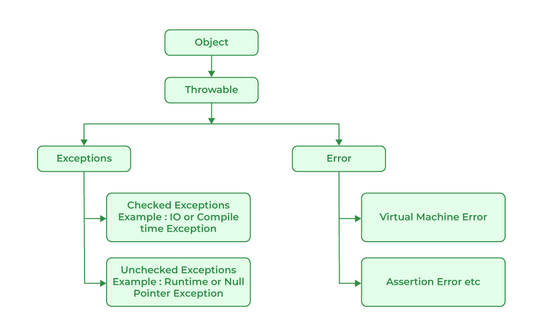 Object
Throwable
Exceptions
Error
Checked Exceptions
Example : IO or Compile
time Exception
Virtual Machine Error
Unchecked Exceptions
Example : Runtime or Null
Pointer Exception
Assertion Error etc